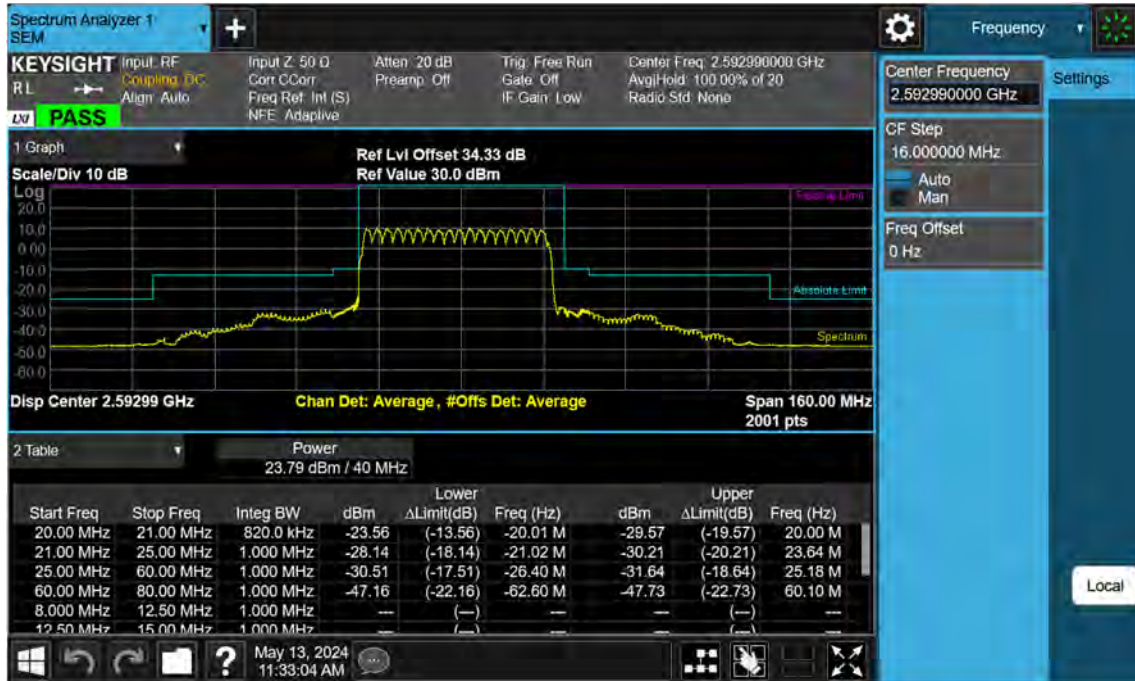 Spectrum Analyzer 1
SEM
Frequency
KEYSIGHT
RL
LXI
PASS
Input: RF
Coupling: DC
Align: Auto
Input Z: 50 Ω
Corr CCorr
Freq Ref: Int (S)
NFE: Adaptive
Atten: 20 dB
Preamp: Off
Trig: Free Run
Gate: Off
IF Gain: Low
Center Freq: 2.592990000 GHz
Avg|Hold: 100.00% of 20
Radio Std: None
Center Frequency
2.592990000 GHz
Settings
CF Step
16.000000 MHz
Auto
Man
Freq Offset
0 Hz
1 Graph
Scale/Div 10 dB
Ref Lvl Offset 34.33 dB
Ref Value 30.0 dBm
Log
20.0
10.0
0.00
-10.0
-20.0
-30.0
-40.0
-50.0
-60.0
Relative Limit
Absolute Limit
Spectrum
Disp Center 2.59299 GHz
Chan Det: Average, #Offs Det: Average
Span 160.00 MHz
2001 pts
2 Table
Power
23.79 dBm / 40 MHz
Lower Upper
Start Freq Stop Freq Integ BW dBm ΔLimit(dB) Freq (Hz) dBm ΔLimit(dB) Freq (Hz)
20.00 MHz 21.00 MHz 820.0 kHz -23.56 (-13.56) -20.01 M -29.57 (-19.57) 20.00 M
21.00 MHz 25.00 MHz 1.000 MHz -28.14 (-18.14) -21.02 M -30.21 (-20.21) 23.64 M
25.00 MHz 60.00 MHz 1.000 MHz -30.51 (-17.51) -26.40 M -31.64 (-18.64) 25.18 M
60.00 MHz 80.00 MHz 1.000 MHz -47.16 (-22.16) -62.60 M -47.73 (-22.73) 60.10 M
8.000 MHz 12.50 MHz 1.000 MHz --- (---) --- --- (---) ---
12.50 MHz 15.00 MHz 1.000 MHz --- (---) --- --- (---) ---
Local
?
May 13, 2024
11:33:04 AM